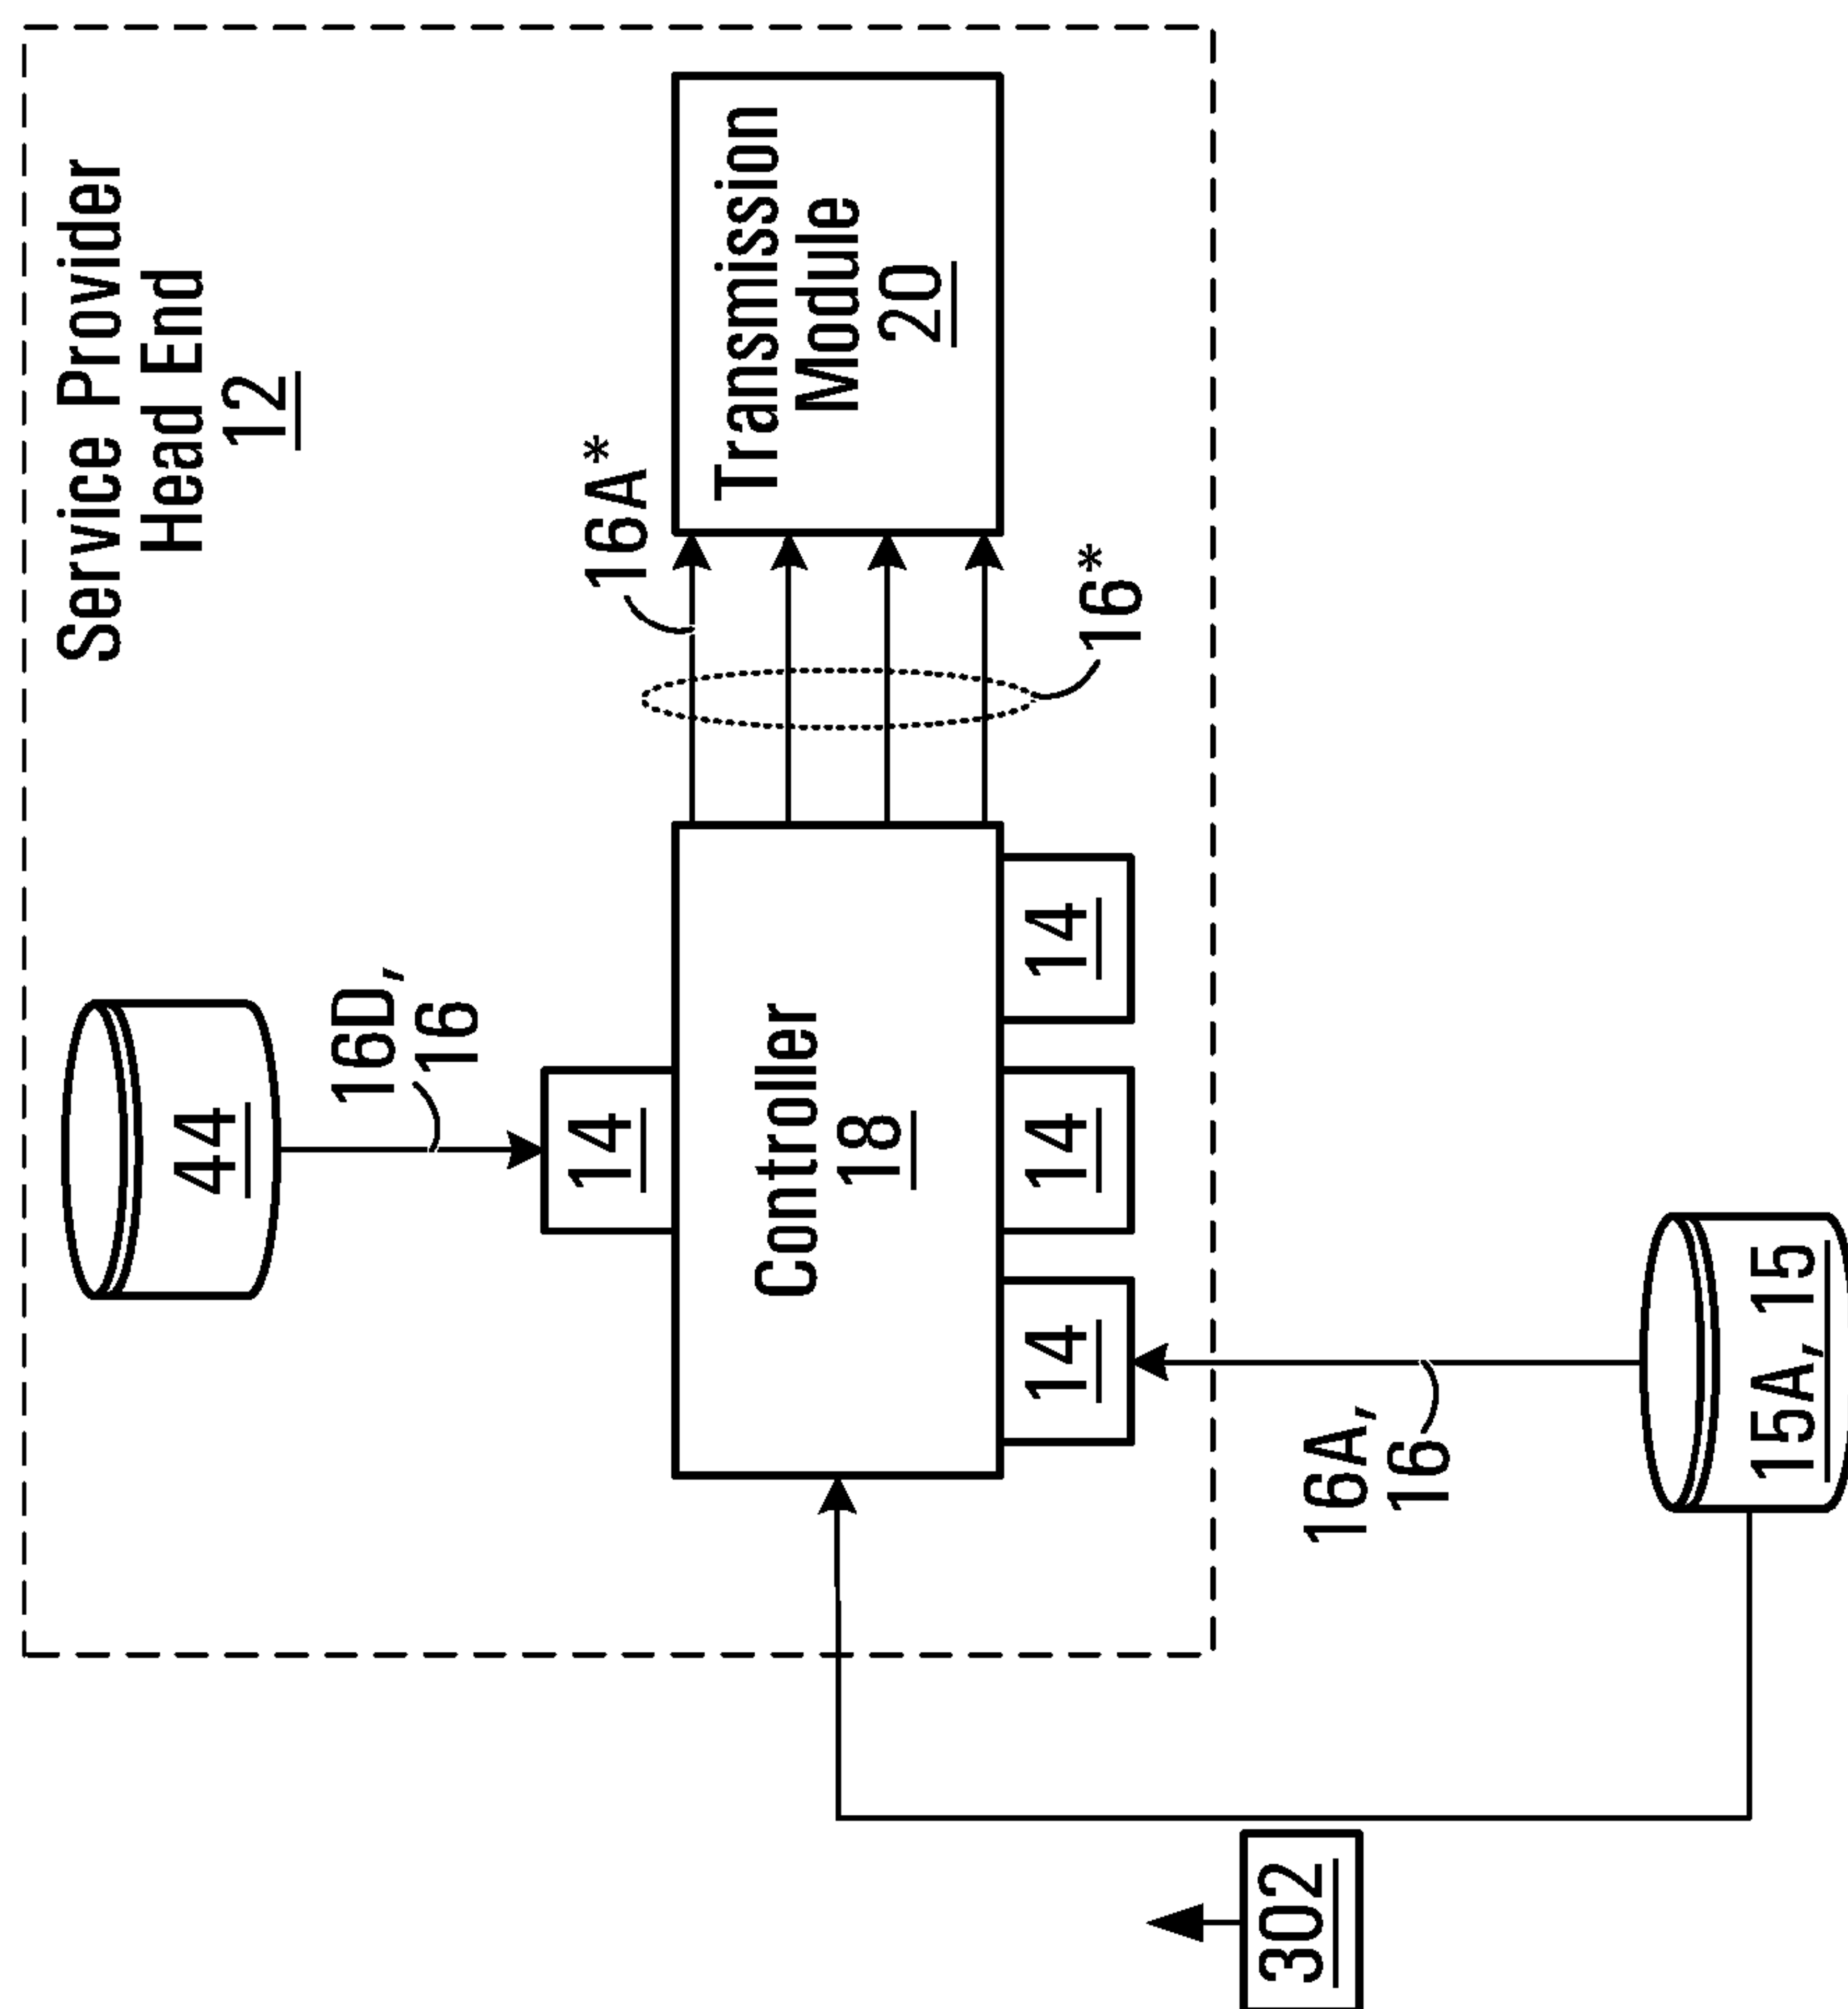 Service Provider
Head End
12
44
16D,
16
14
Controller
18
14
14
14
16A*
16*
Transmission
Module
20
16A,
16
15A, 15
302